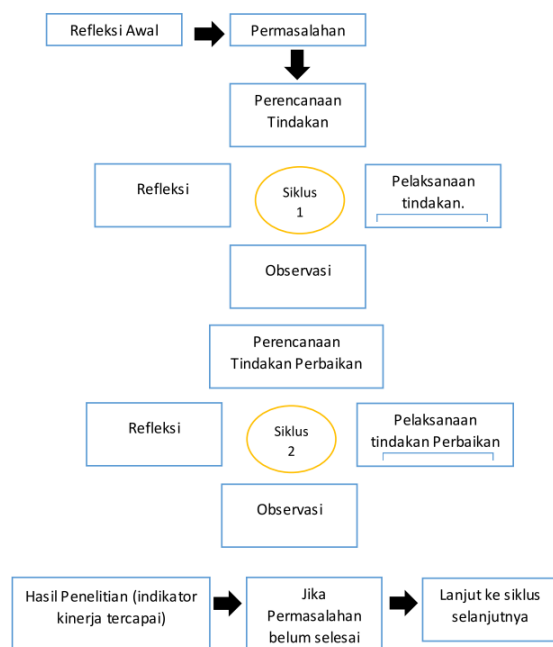 Refleksi Awal
Permasalahan
Perencanaan
Tindakan
Refleksi
Siklus
1
Pelaksanaan
tindakan.
Observasi
Perencanaan
Tindakan Perbaikan
Refleksi
Siklus
2
Pelaksanaan
tindakan Perbaikan
Observasi
Hasil Penelitian (indikator
kinerja tercapai)
Jika
Permasalahan
belum selesai
Lanjut ke siklus
selanjutnya